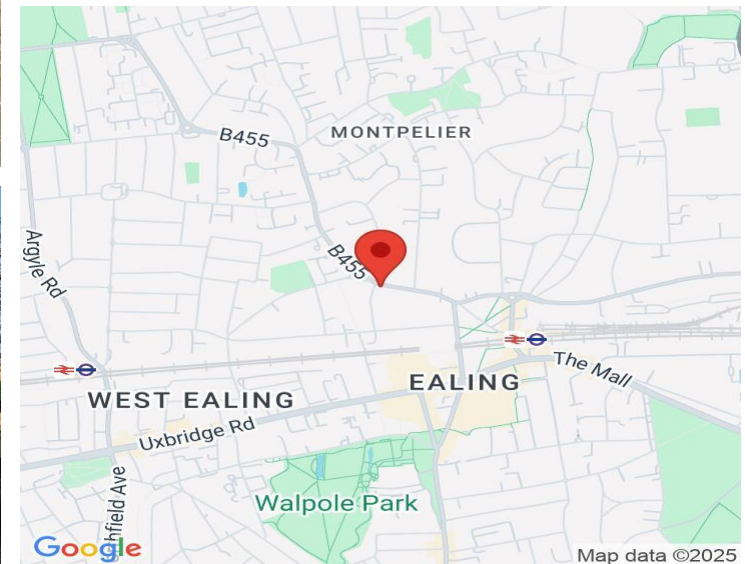 B455
MONTPELIER
Argyle Rd
B455
The Mall
EALING
WEST EALING
Uxbridge Rd
Walpole Park
hfield Ave
Google
Map data ©2025